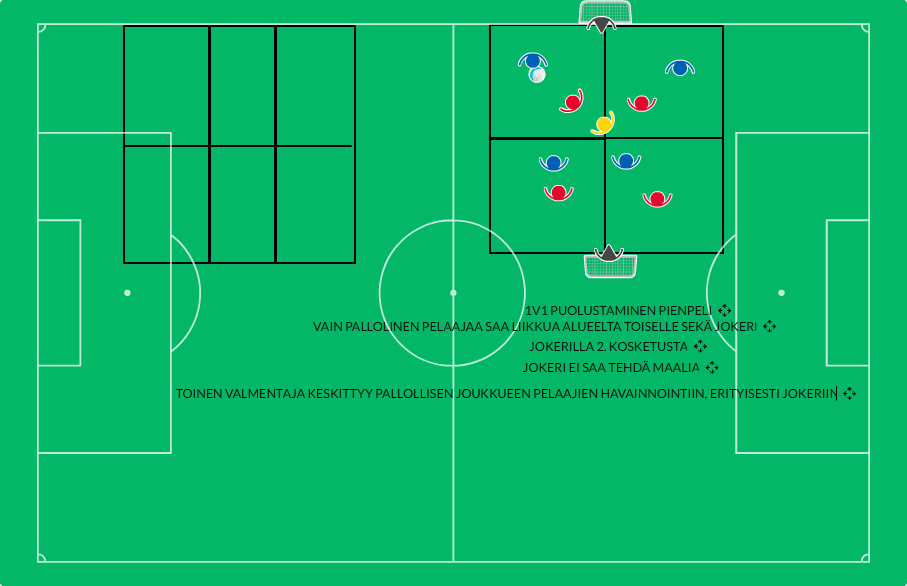 1V1 PUOLUSTAMINEN PIENPELI
VAIN PALLOLINEN PELAAJAA SAA LIIKKUA ALUEELTA TOISELLE SEKÄ JOKERI
JOKERILLA 2. KOSKETUSTA
JOKERI EI SAA TEHDÄ MAALIA
TOINEN VALMENTAJA KESKITTYY PALLOLLISEN JOUKKUEEN PELAAJIEN HAVAINNOINTIIN, ERITYISESTI JOKERIIN